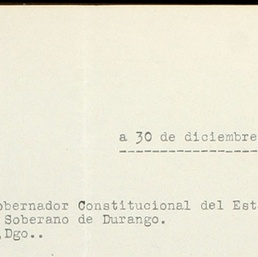 a 30 de diciembre
obernador Constitucional del Est
Soberano de Durango.
,Dgo..